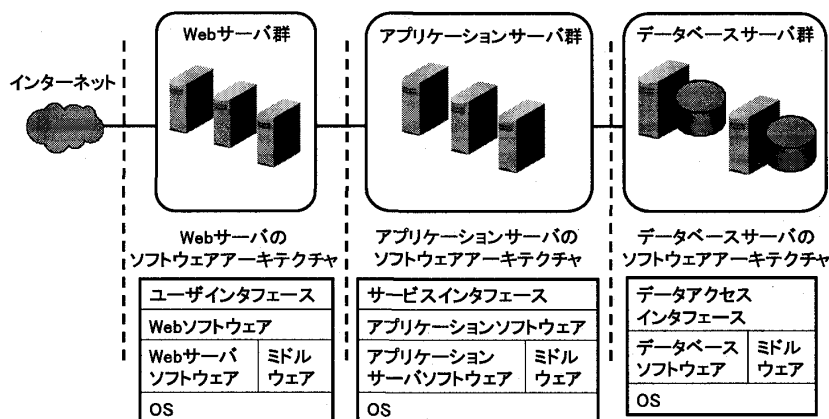 Webサーバ群
アプリケーションサーバ群
データベースサーバ群
インターネット
Webサーバの
ソフトウェアアーキテクチャ
アプリケーションサーバの
ソフトウェアアーキテクチャ
データベースサーバの
ソフトウェアアーキテクチャ
ユーザインタフェース
Webソフトウェア
Webサーバ
ソフトウェア
ミドル
ウェア
OS
サービスインタフェース
アプリケーションソフトウェア
アプリケーション
サーバソフトウェア
ミドル
ウェア
OS
データアクセス
インタフェース
データベース
ソフトウェア
ミドル
ウェア
OS